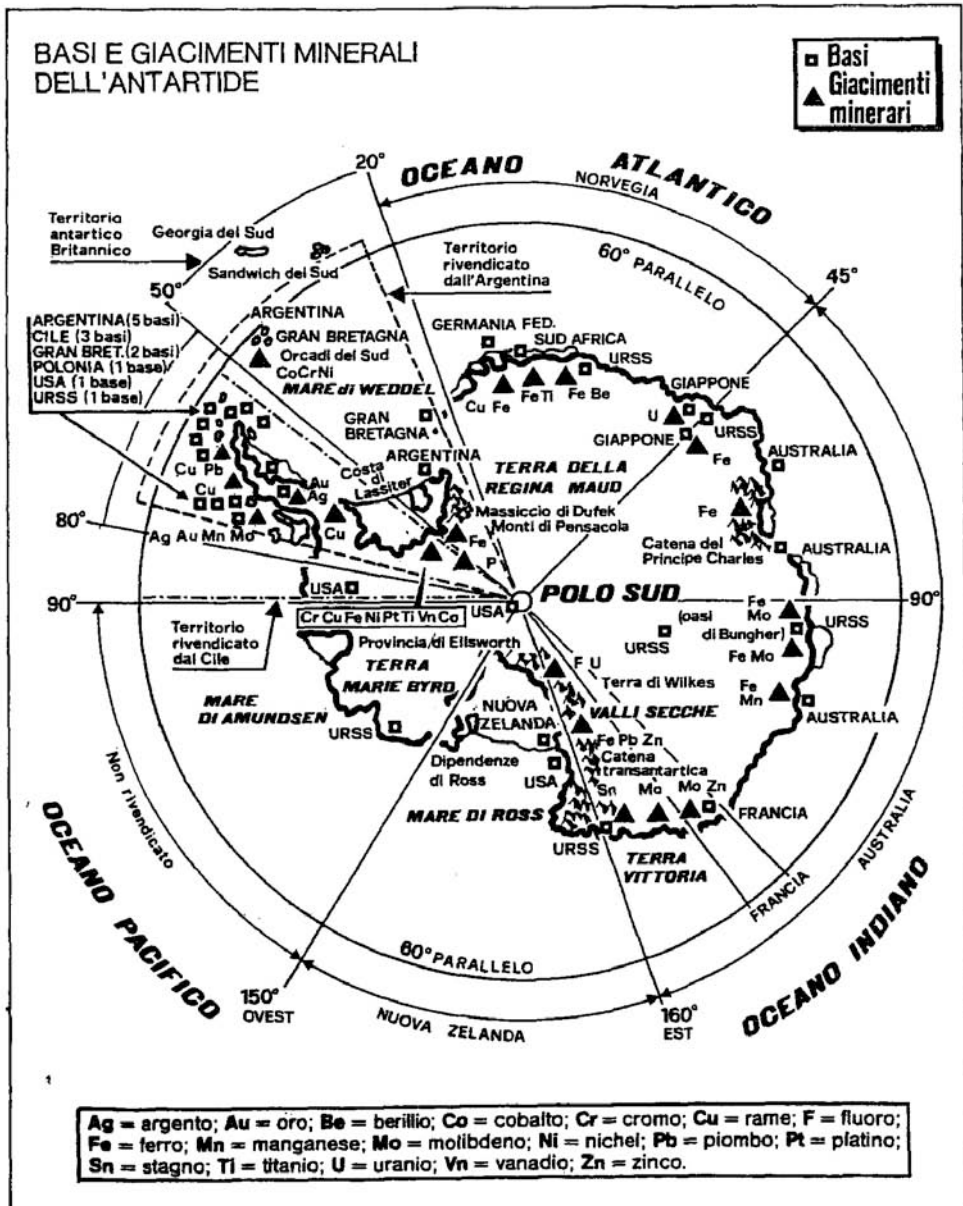 BASI E GIACIMENTI MINERALI
DELL'ANTARTIDE
Basi
Giacimenti
minerari
OCEANO ATLANTICO
NORVEGIA
20°
Territorio
antartico
Britannico
Georgia del Sud
Sandwich del Sud
Territorio
rivendicato
dall'Argentina
60° PARALLELO
45°
50°
ARGENTINA (5 basi)
CILE (3 basi)
GRAN BRET. (2 basi)
POLONIA (1 base)
USA (1 base)
URSS (1 base)
ARGENTINA
GRAN BRETAGNA
Orcadi del Sud
CoCrNi
MARE di WEDDEL
GERMANIA FED.
SUD AFRICA
URSS
Cu Fe
Fe Ti
Fe Be
GIAPPONE
U
URSS
GIAPPONE
Fe
GRAN
BRETAGNA
ARGENTINA
TERRA DELLA
REGINA MAUD
AUSTRALIA
Cu Pb
Cu
Au
Ag
Costa
di
Lassiter
Massiccio di Dufek
Monti di Pensacola
Fe
Catena del
Principe Charles
AUSTRALIA
80°
Ag Au Mn Mo
Cu
Fe
P
90°
USA
USA
POLO SUD
Fe
Mo
90°
Cr Cu Fe Ni Pt Ti Vn Co
Territorio
rivendicato
dal Cile
Provincia di Ellsworth
URSS
(oasi
di Bungher)
URSS
Fe Mo
TERRA
MARIE BYRD
F U
Terra di Wilkes
Fe
Mn
MARE
DI AMUNDSEN
URSS
NUOVA
ZELANDA
VALLI SECCHE
AUSTRALIA
Fe Pb Zn
Dipendenze
di Ross
USA
Catena
transantartica
Sn
Mo
Mo Zn
FRANCIA
MARE DI ROSS
URSS
TERRA
VITTORIA
Non rivendicato
OCEANO PACIFICO
AUSTRALIA
FRANCIA
OCEANO INDIANO
60° PARALLELO
150°
OVEST
NUOVA ZELANDA
160°
EST
Ag = argento; Au = oro; Be = berillio; Co = cobalto; Cr = cromo; Cu = rame; F = fluoro;
Fe = ferro; Mn = manganese; Mo = molibdeno; Ni = nichel; Pb = piombo; Pt = platino;
Sn = stagno; Ti = titanio; U = uranio; Vn = vanadio; Zn = zinco.